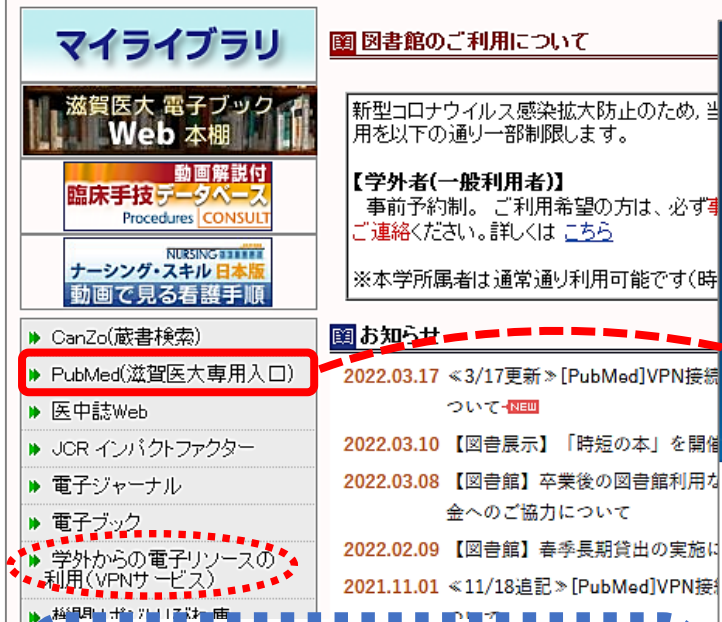 マイライブラリ
滋賀医大 電子ブック
Web 本棚
動画解説付
臨床手技データベース
Procedures CONSULT
NURSING
ナーシング・スキル 日本版
動画で見る看護手順
CanZo(蔵書検索)
PubMed(滋賀医大専用入口)
医中誌Web
JCR インパクトファクター
電子ジャーナル
電子ブック
学外からの電子リソースの
利用(VPNサービス)
図書館のご利用について
新型コロナウイルス感染拡大防止のため, 当
用を以下の通り一部制限します。
【学外者(一般利用者)】
事前予約制。 ご利用希望の方は、必ず事
ご連絡ください。詳しくは こちら
※本学所属者は通常通り利用可能です(時
お知らせ
2022.03.17 ≪3/17更新≫[PubMed]VPN接続
ついて NEW
2022.03.10 【図書展示】「時短の本」を開催
2022.03.08 【図書館】卒業後の図書館利用な
金へのご協力について
2022.02.09 【図書館】春季長期貸出の実施に
2021.11.01 ≪11/18追記≫[PubMed]VPN接